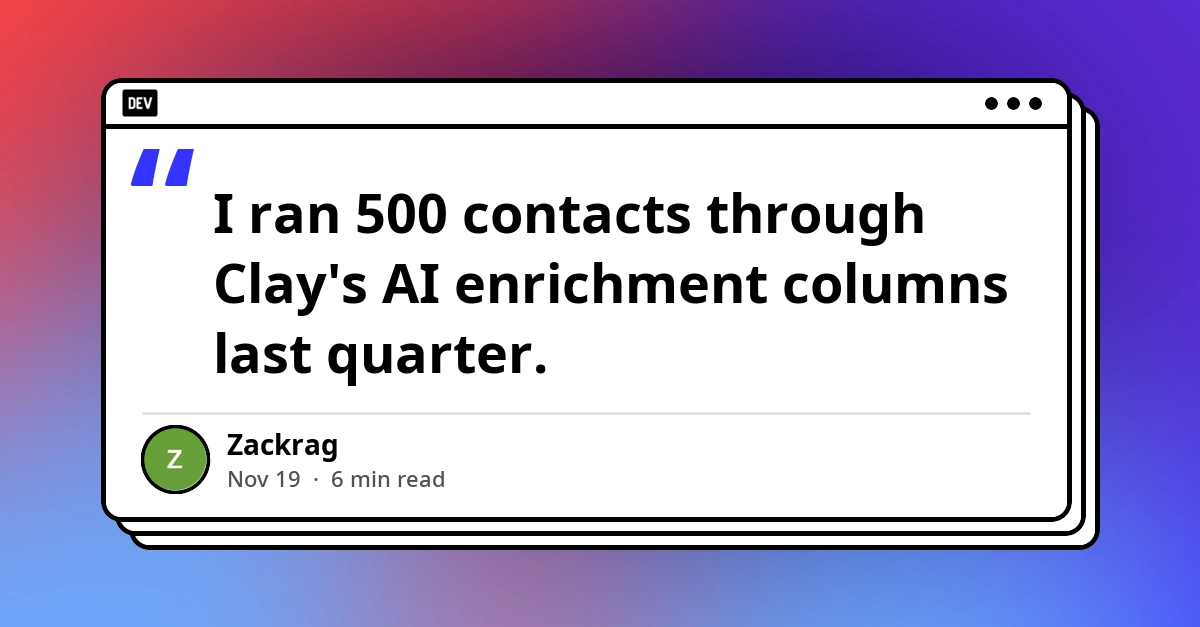 DEV
“
I ran 500 contacts through
Clay's AI enrichment columns
last quarter.
Z
Zackrag
Nov 19 · 6 min read